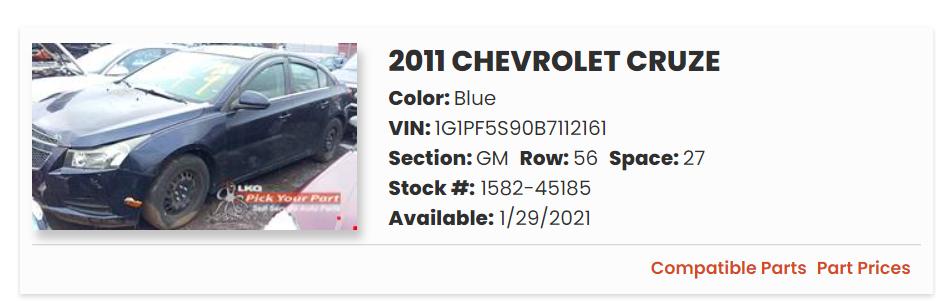 2011 CHEVROLET CRUZE
Color: Blue
VIN: 1G1PF5S90B7112161
Section: GM Row: 56 Space: 27
Stock #: 1582-45185
Available: 1/29/2021
LKQ
Pick Your Part
Self Service Auto Parts
Compatible Parts Part Prices